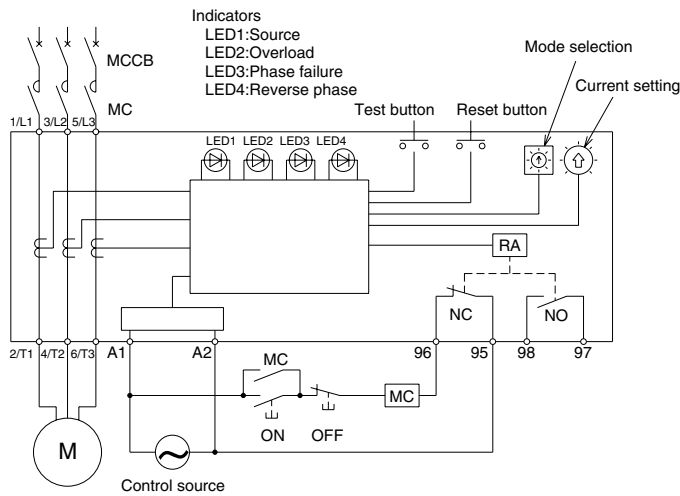 Indicators
LED1:Source
LED2:Overload
LED3:Phase failure
LED4:Reverse phase
MCCB
MC
Mode selection
Current setting
Test button
Reset button
1/L1 3/L2 5/L3
LED1 LED2 LED3 LED4
RA
NC
NO
2/T1 4/T2 6/T3 A1 A2 96 95 98 97
MC
MC
ON OFF
M
Control source